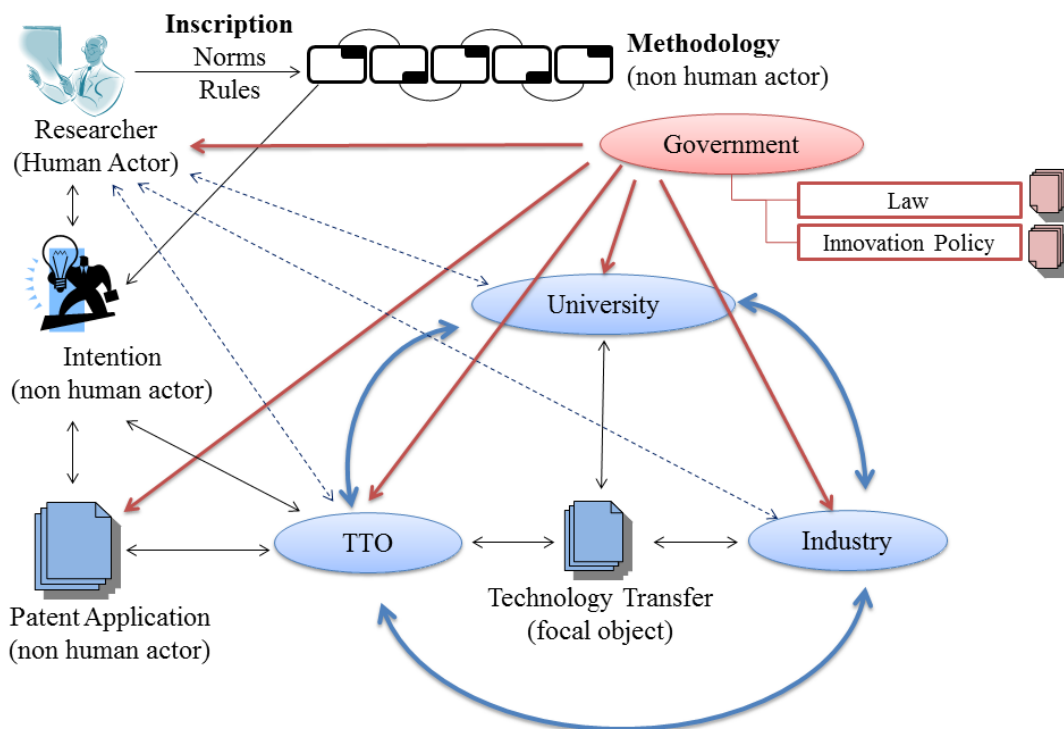 Inscription
Norms
Rules
Methodology
(non human actor)
Researcher
(Human Actor)
Government
Law
Innovation Policy
University
Intention
(non human actor)
TTO
Industry
Patent Application
(non human actor)
Technology Transfer
(focal object)